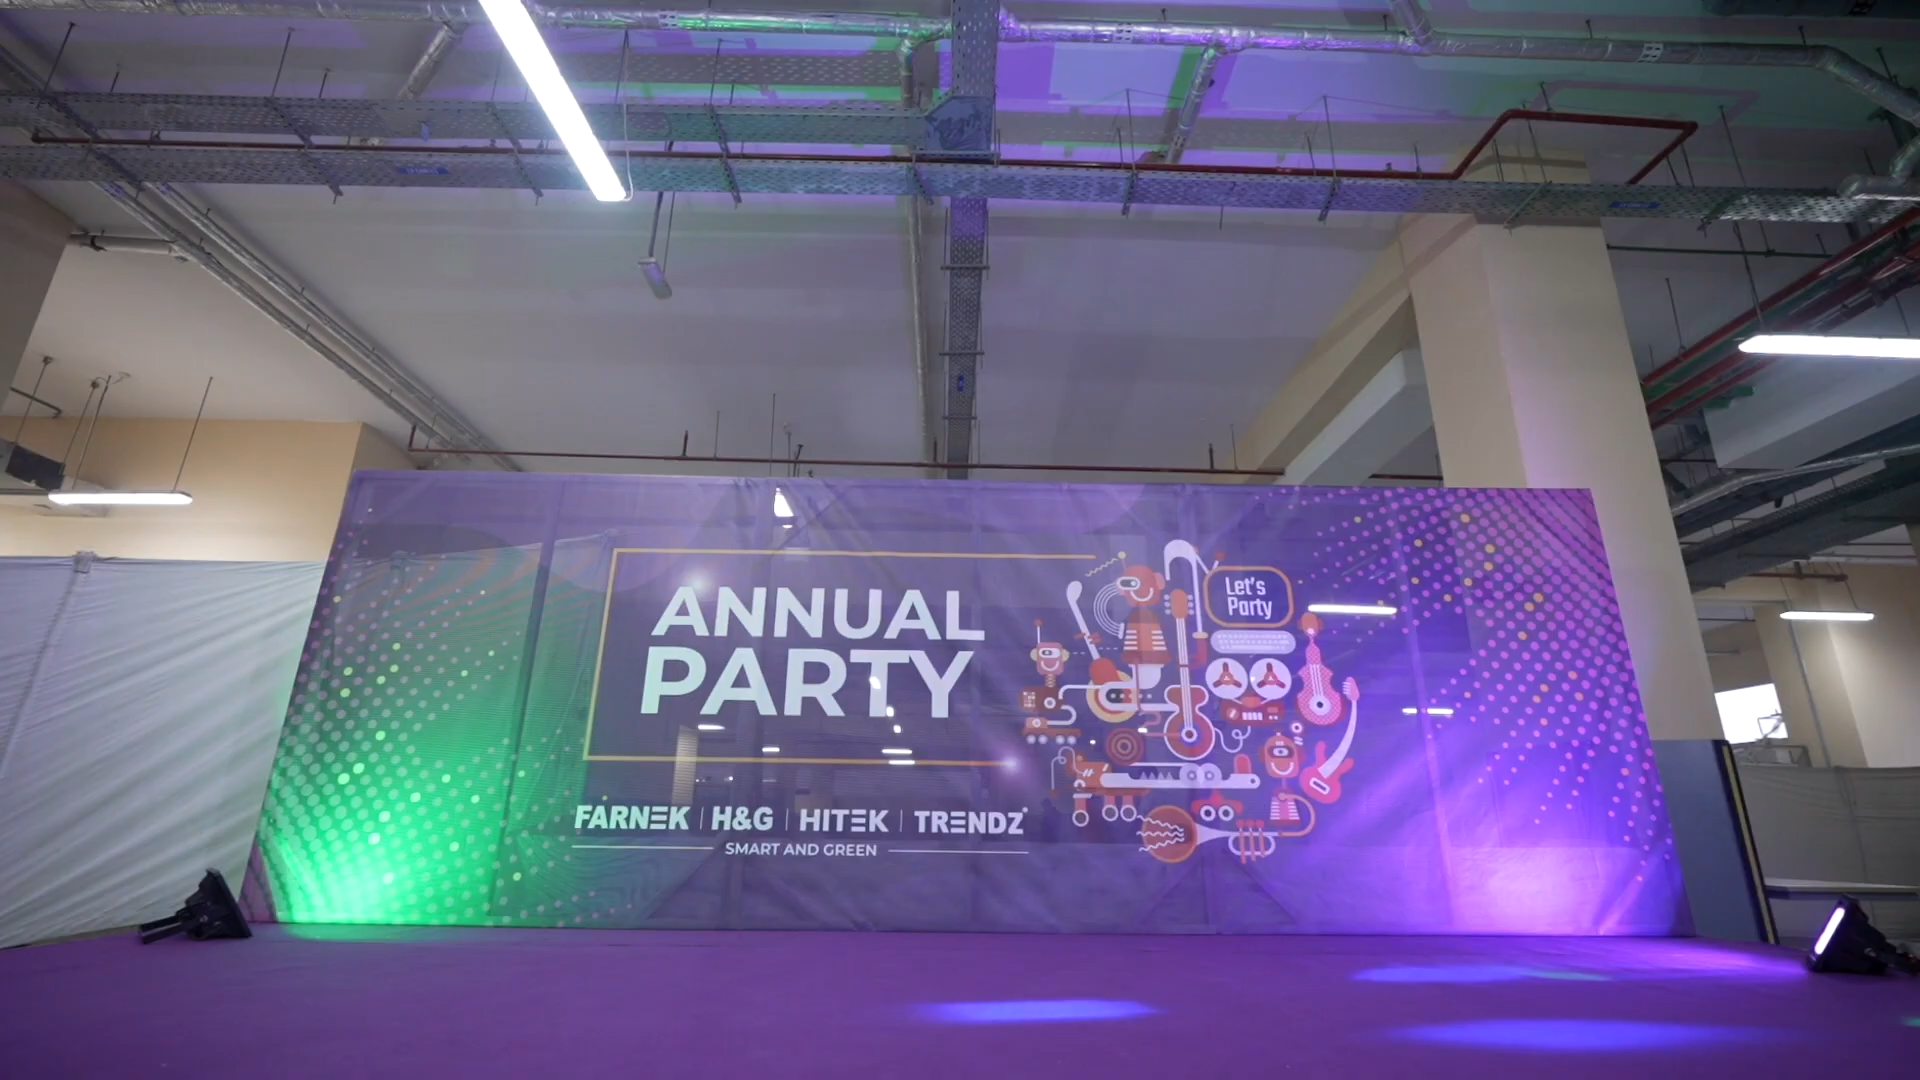 ANNUAL
PARTY
Let's
Party
FARNEK | H&G | HITEK | TRENDZ
SMART AND GREEN